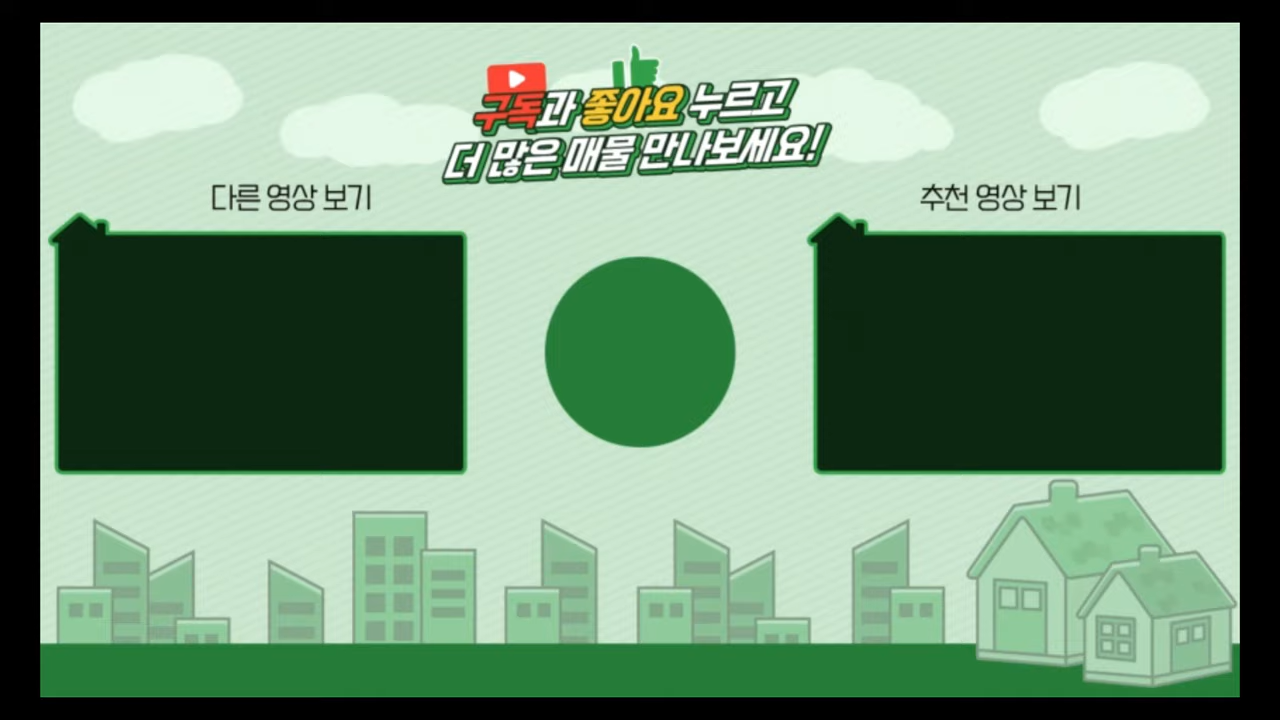 구독과 좋아요 누르고
더 많은 매물 만나보세요!
다른 영상 보기
추천 영상 보기